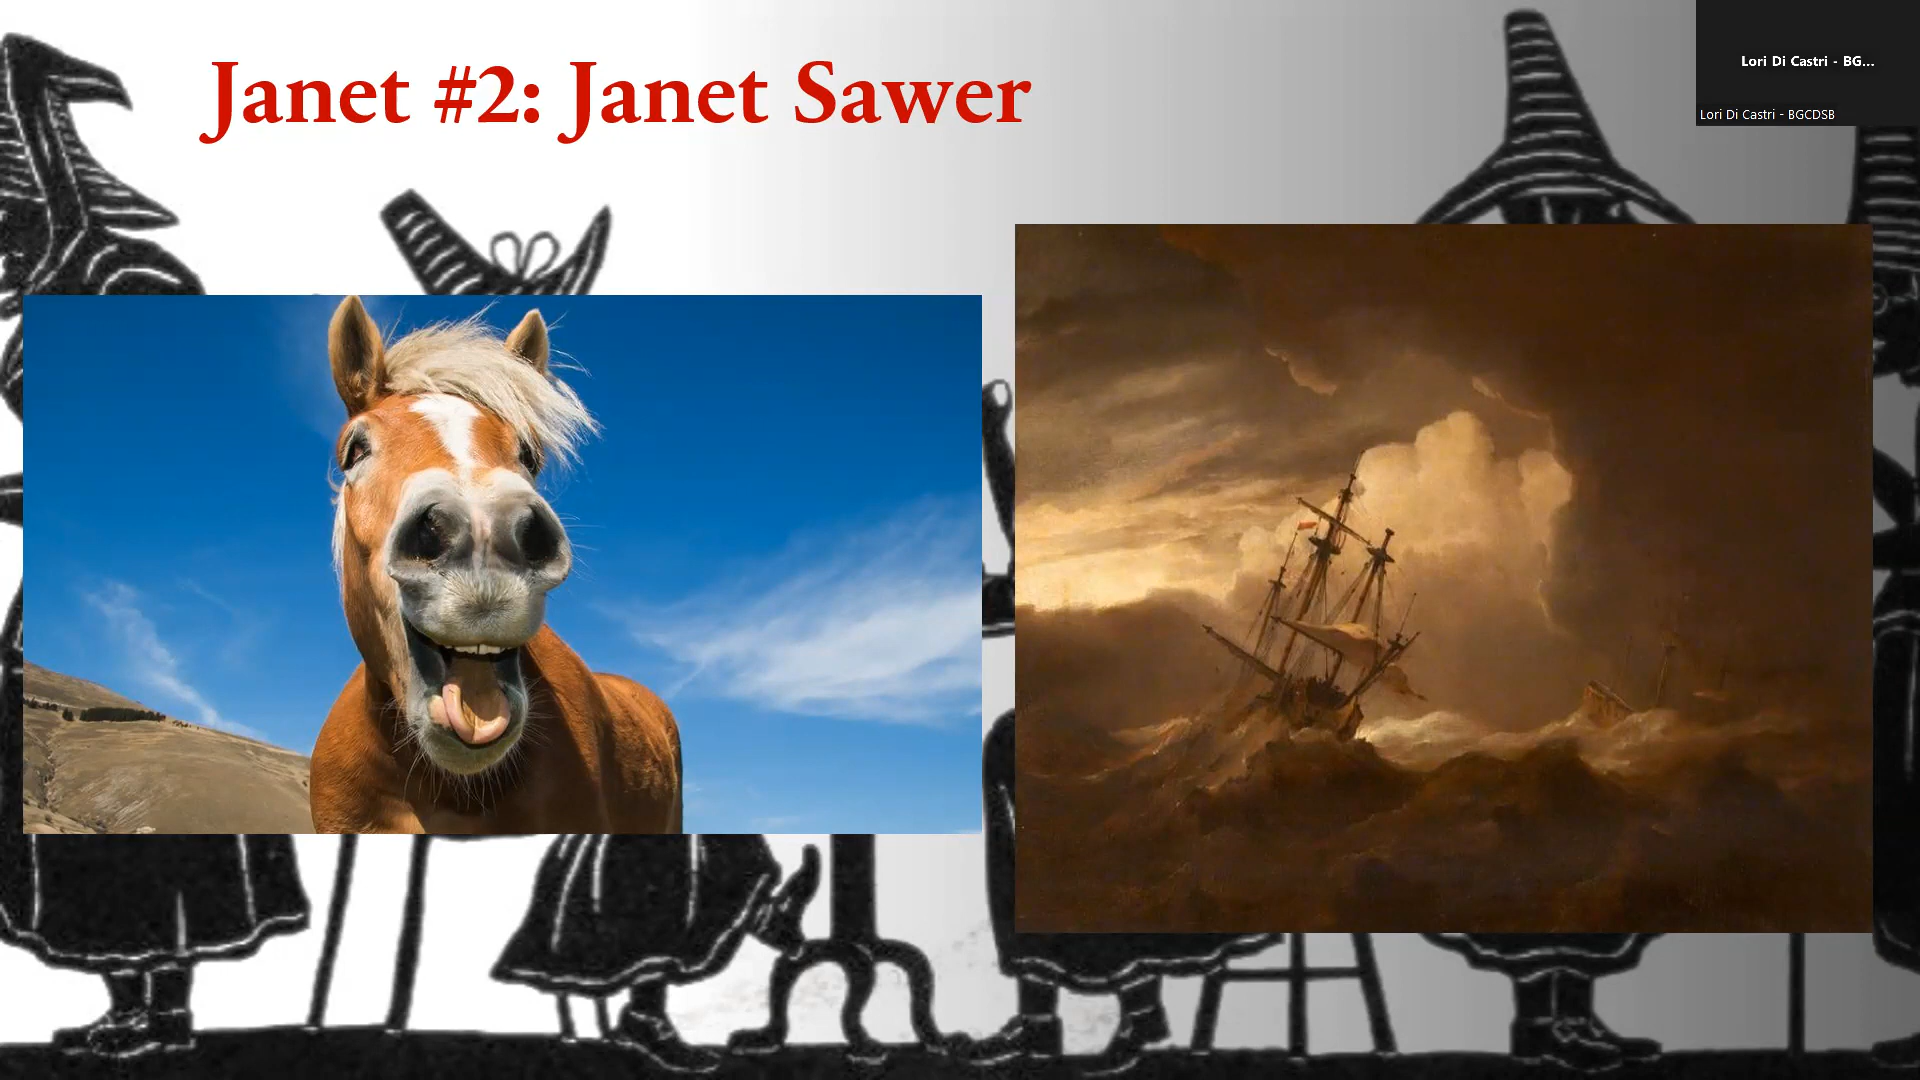 Janet #2: Janet Sawer
Lori Di Castri - BG...
Lori Di Castri - BGCDSB